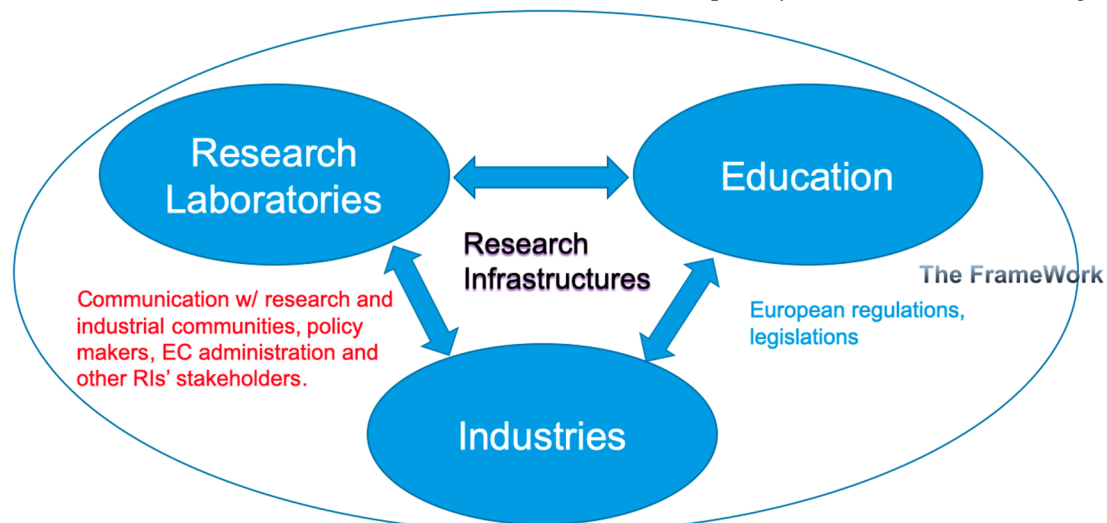 Research
Laboratories
Education
Research
Infrastructures
The FrameWork
Communication w/ research and
industrial communities, policy
makers, EC administration and
other RIs' stakeholders.
European regulations,
legislations
Industries